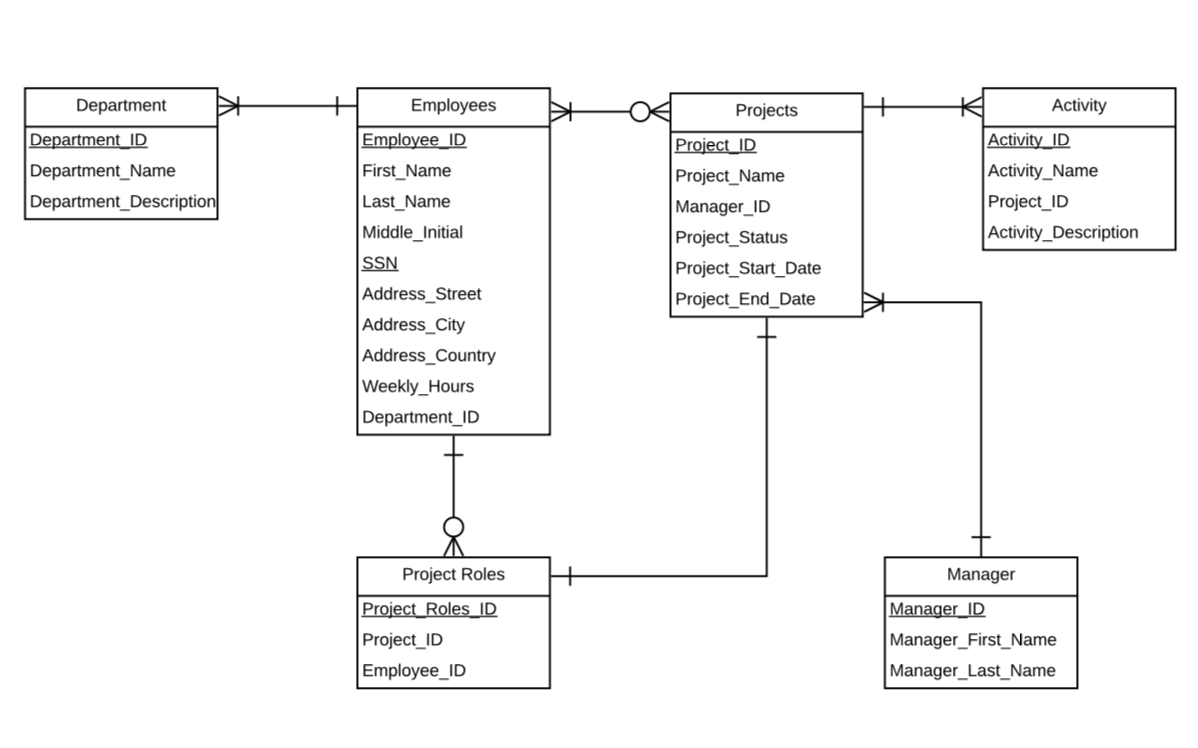 Department
Department_ID
Department_Name
Department_Description
Employees
Employee_ID
First_Name
Last_Name
Middle_Initial
SSN
Address_Street
Address_City
Address_Country
Weekly_Hours
Department_ID
Projects
Project_ID
Project_Name
Manager_ID
Project_Status
Project_Start_Date
Project_End_Date
Activity
Activity_ID
Activity_Name
Project_ID
Activity_Description
Project Roles
Project_Roles_ID
Project_ID
Employee_ID
Manager
Manager_ID
Manager_First_Name
Manager_Last_Name